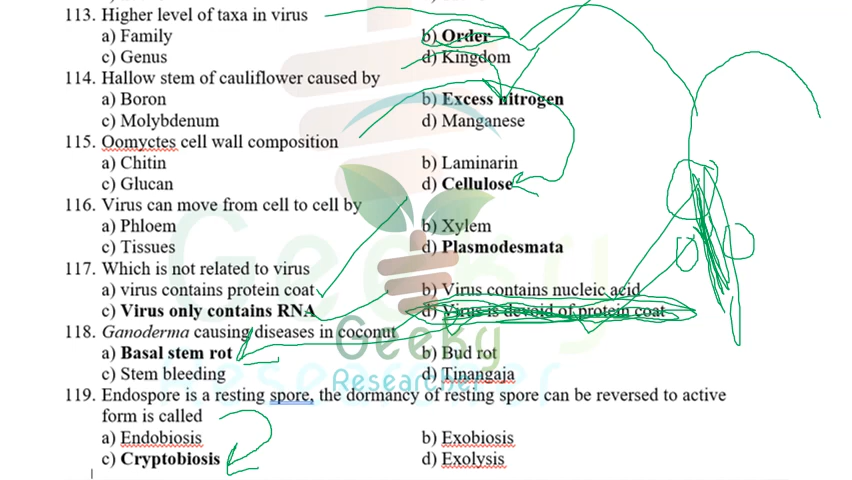 113. Higher level of taxa in virus
a) Family b) Order
c) Genus d) Kingdom
114. Hallow stem of cauliflower caused by
a) Boron b) Excess nitrogen
c) Molybdenum d) Manganese
115. Oomyctes cell wall composition
a) Chitin b) Laminarin
c) Glucan d) Cellulose
116. Virus can move from cell to cell by
a) Phloem b) Xylem
c) Tissues d) Plasmodesmata
117. Which is not related to virus
a) virus contains protein coat b) Virus contains nucleic acid
c) Virus only contains RNA d) Virus is devoid of protein coat
118. Ganoderma causing diseases in coconut
a) Basal stem rot b) Bud rot
c) Stem bleeding d) Tinangaja
119. Endospore is a resting spore, the dormancy of resting spore can be reversed to active
form is called
a) Endobiosis b) Exobiosis
c) Cryptobiosis d) Exolysis
Geeky
Researcher